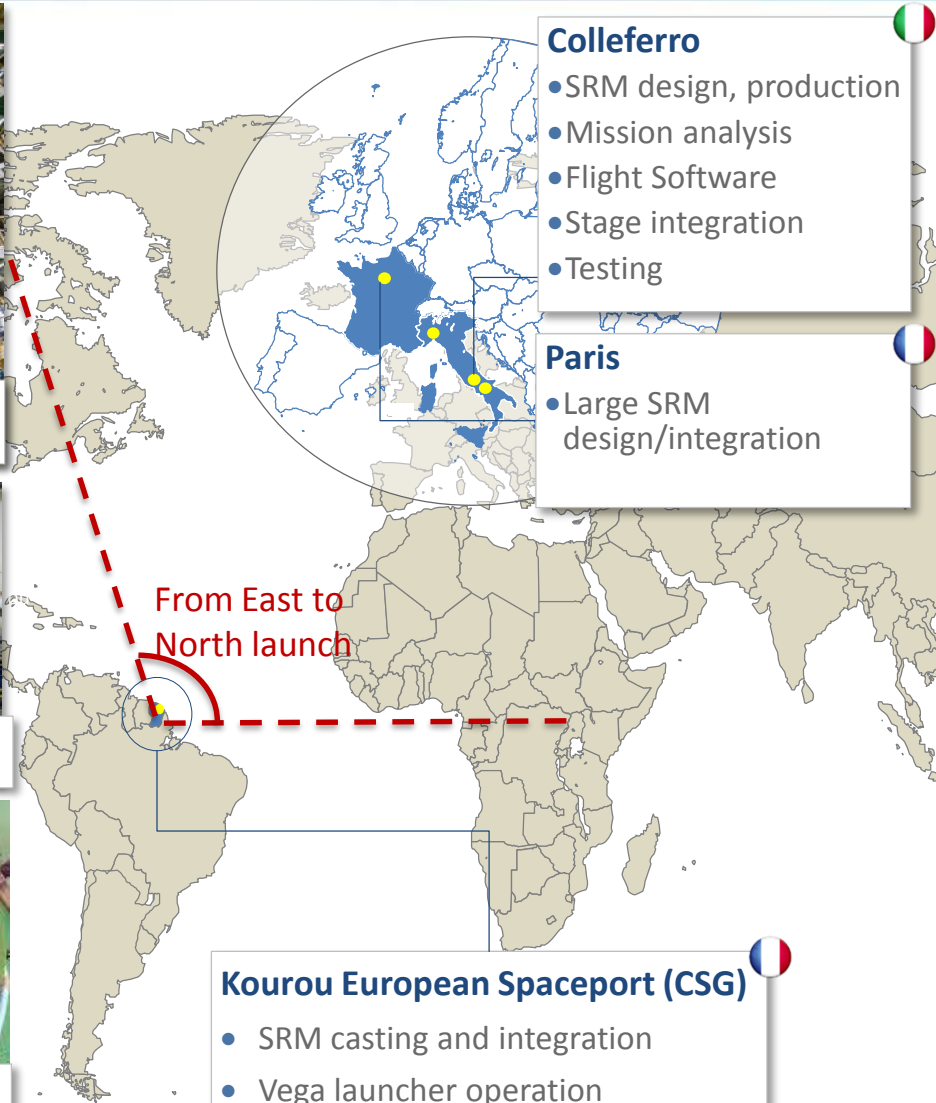 Colleferro
•SRM design, production
•Mission analysis
•Flight Software
•Stage integration
•Testing
Paris
•Large SRM
design/integration
From East to
North launch
Kourou European Spaceport (CSG)
• SRM casting and integration
• Vega launcher operation